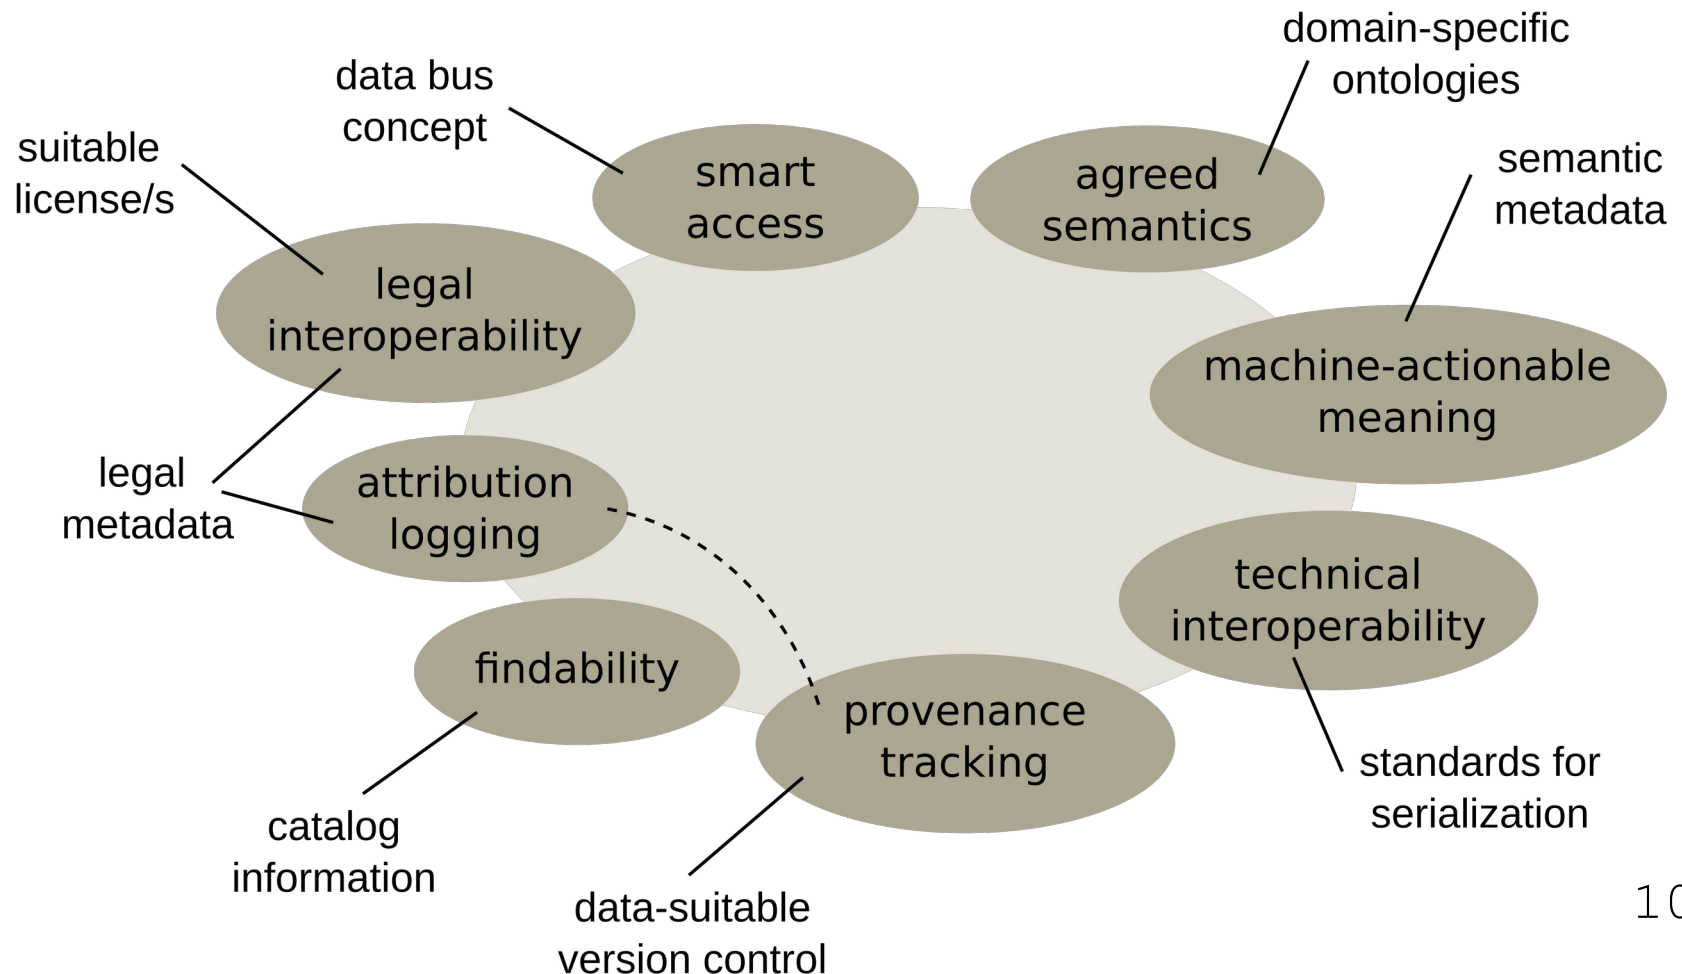 domain-specific
ontologies
data bus
concept
suitable
license/s
smart
access
agreed
semantics
semantic
metadata
legal
interoperability
machine-actionable
meaning
legal
metadata
attribution
logging
technical
interoperability
findability
provenance
tracking
standards for
serialization
catalog
information
data-suitable
version control
10